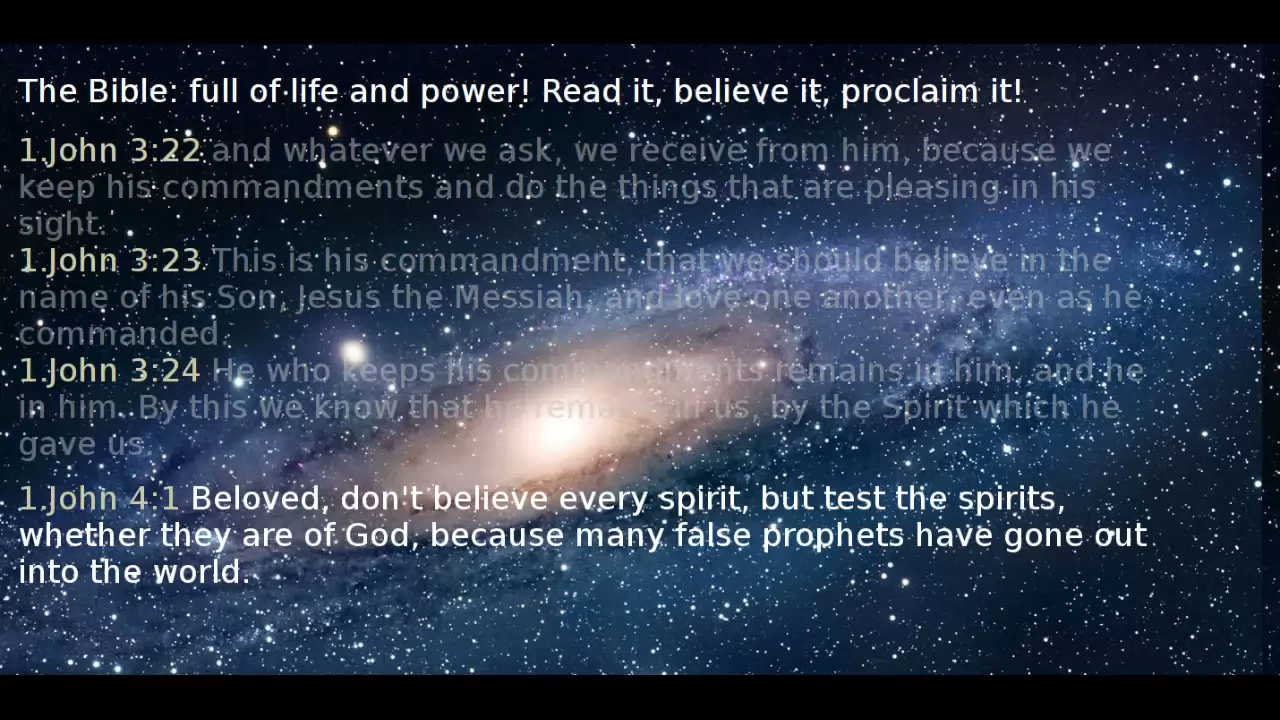 The Bible: full of life and power! Read it, believe it, proclaim it!
1.John 3:22 and whatever we ask, we receive from him, because we
keep his commandments and do the things that are pleasing in his
sight.
1.John 3:23 This is his commandment, that we should believe in the
name of his Son, Jesus the Messiah, and love one another, even as he
commanded.
1.John 3:24 He who keeps his commandments remains in him, and he
in him. By this we know that he remains in us, by the Spirit which he
gave us.
1.John 4:1 Beloved, don't believe every spirit, but test the spirits,
whether they are of God, because many false prophets have gone out
into the world.